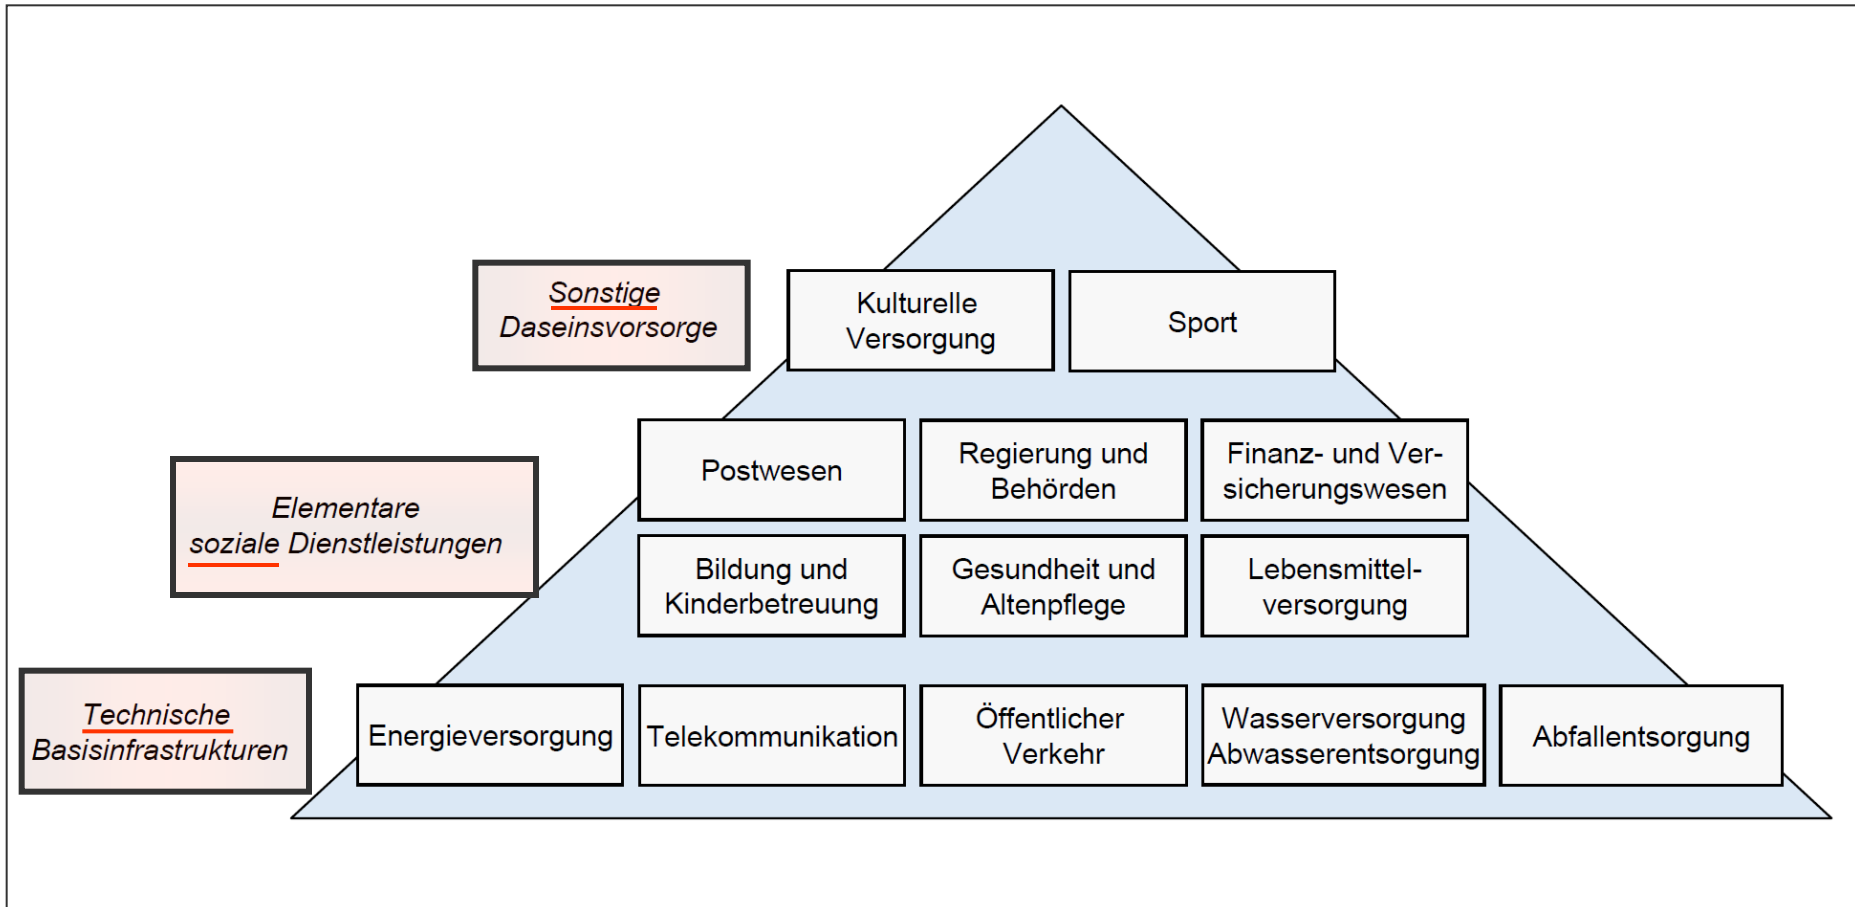 Sonstige
Daseinsvorsorge
Kulturelle
Versorgung
Sport
Elementare
soziale Dienstleistungen
Postwesen
Regierung und
Behörden
Finanz- und Ver-
sicherungswesen
Bildung und
Kinderbetreuung
Gesundheit und
Altenpflege
Lebensmittel-
versorgung
Technische
Basisinfrastrukturen
Energieversorgung
Telekommunikation
Öffentlicher
Verkehr
Wasserversorgung
Abwasserentsorgung
Abfallentsorgung